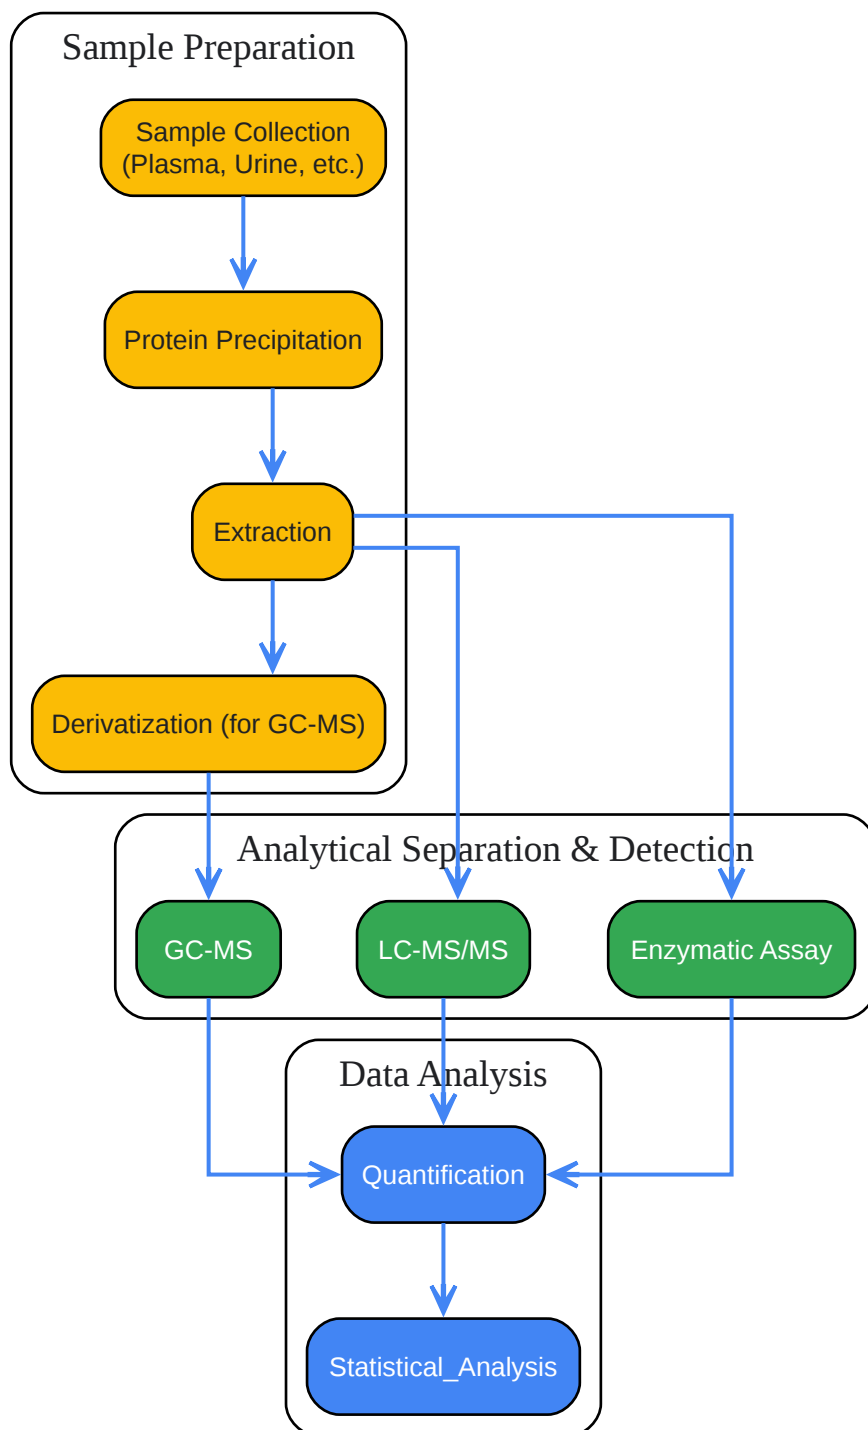 Sample Preparation
Sample Collection
(Plasma, Urine, etc.)
Protein Precipitation
Extraction
Derivatization (for GC-MS)
Analytical Separation & Detection
GC-MS
LC-MS/MS
Enzymatic Assay
Data Analysis
Quantification
Statistical_Analysis